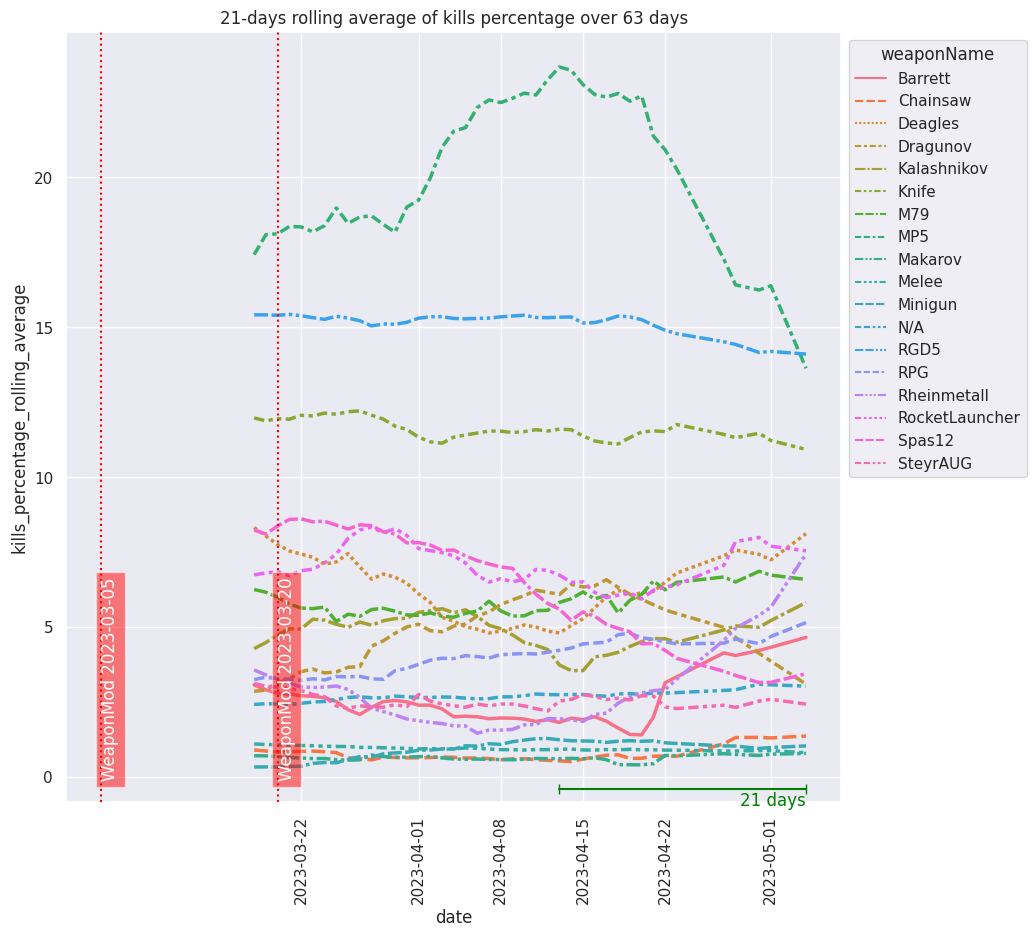 21-days rolling average of kills percentage over 63 days
kills_percentage_rolling_average
20
15
10
5
0
WeaponMod 2023-03-05
WeaponMod 2023-03-20
21 days
2023-03-22
2023-04-01
2023-04-08
2023-04-15
2023-04-22
2023-05-01
date
weaponName
Barrett
Chainsaw
Deagles
Dragunov
Kalashnikov
Knife
M79
MP5
Makarov
Melee
Minigun
N/A
RGD5
RPG
Rheinmetall
RocketLauncher
Spas12
SteyrAUG